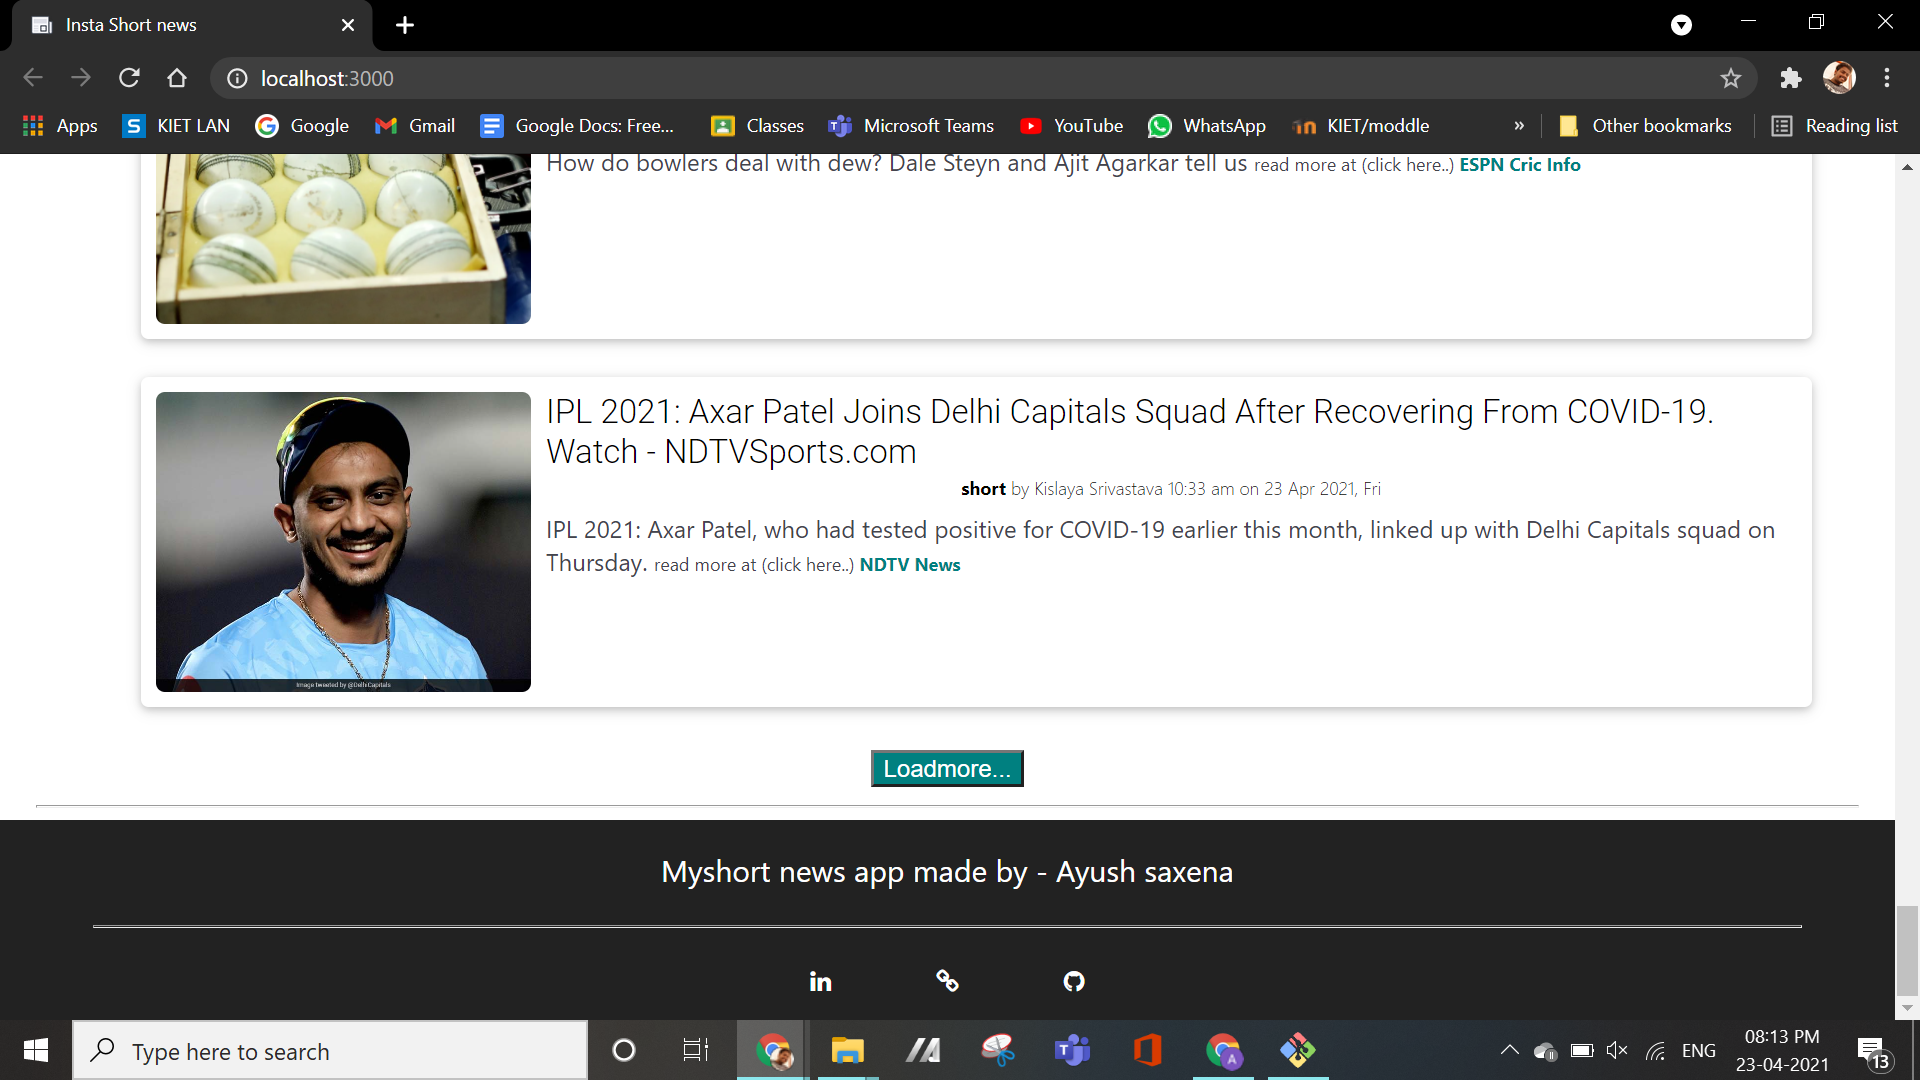 Insta Short news
localhost:3000
Apps KIET LAN Google Gmail Google Docs: Free... Classes Microsoft Teams YouTube WhatsApp KIET/moddle » Other bookmarks Reading list
How do bowlers deal with dew? Dale Steyn and Ajit Agarkar tell us read more at (click here..) ESPN Cric Info
IPL 2021: Axar Patel Joins Delhi Capitals Squad After Recovering From COVID-19.
Watch - NDTVSports.com
short by Kislaya Srivastava 10:33 am on 23 Apr 2021, Fri
IPL 2021: Axar Patel, who had tested positive for COVID-19 earlier this month, linked up with Delhi Capitals squad on
Thursday. read more at (click here..) NDTV News
Image tweeted by @DelhiCapitals
Loadmore...
Myshort news app made by - Ayush saxena
in
Type here to search
ENG
08:13 PM
23-04-2021
13